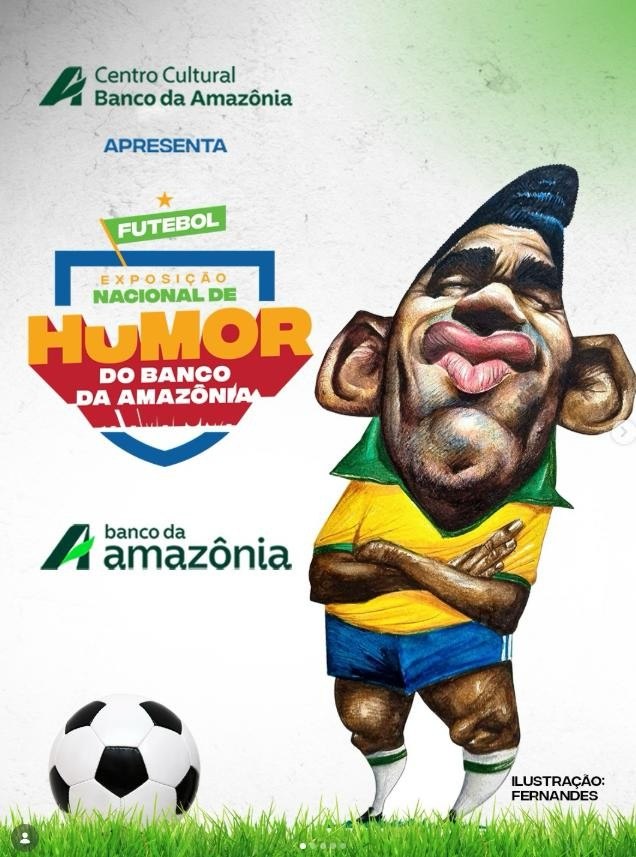 Centro Cultural
Banco da Amazônia
APRESENTA
FUTEBOL
EXPOSIÇÃO
NACIONAL DE
HUMOR
DO BANCO
DA AMAZÔNIA
banco da
amazônia
ILUSTRAÇÃO:
FERNANDES